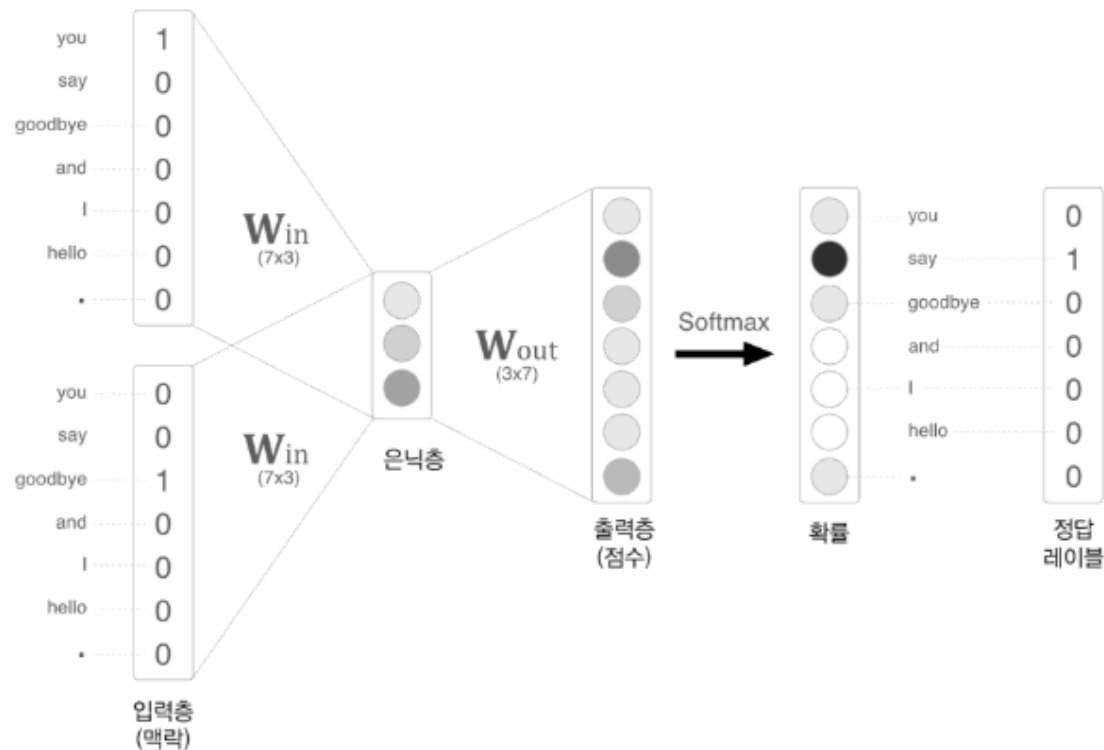 you 1
say 0
goodbye 0
and 0
I 0
hello 0
. 0
Win
(7x3)
you 0
say 0
goodbye 1
and 0
I 0
hello 0
. 0
Win
(7x3)
입력층
(맥락)
은닉층
Wout
(3x7)
출력층
(점수)
Softmax
확률
you 0
say 1
goodbye 0
and 0
I 0
hello 0
. 0
정답
레이블